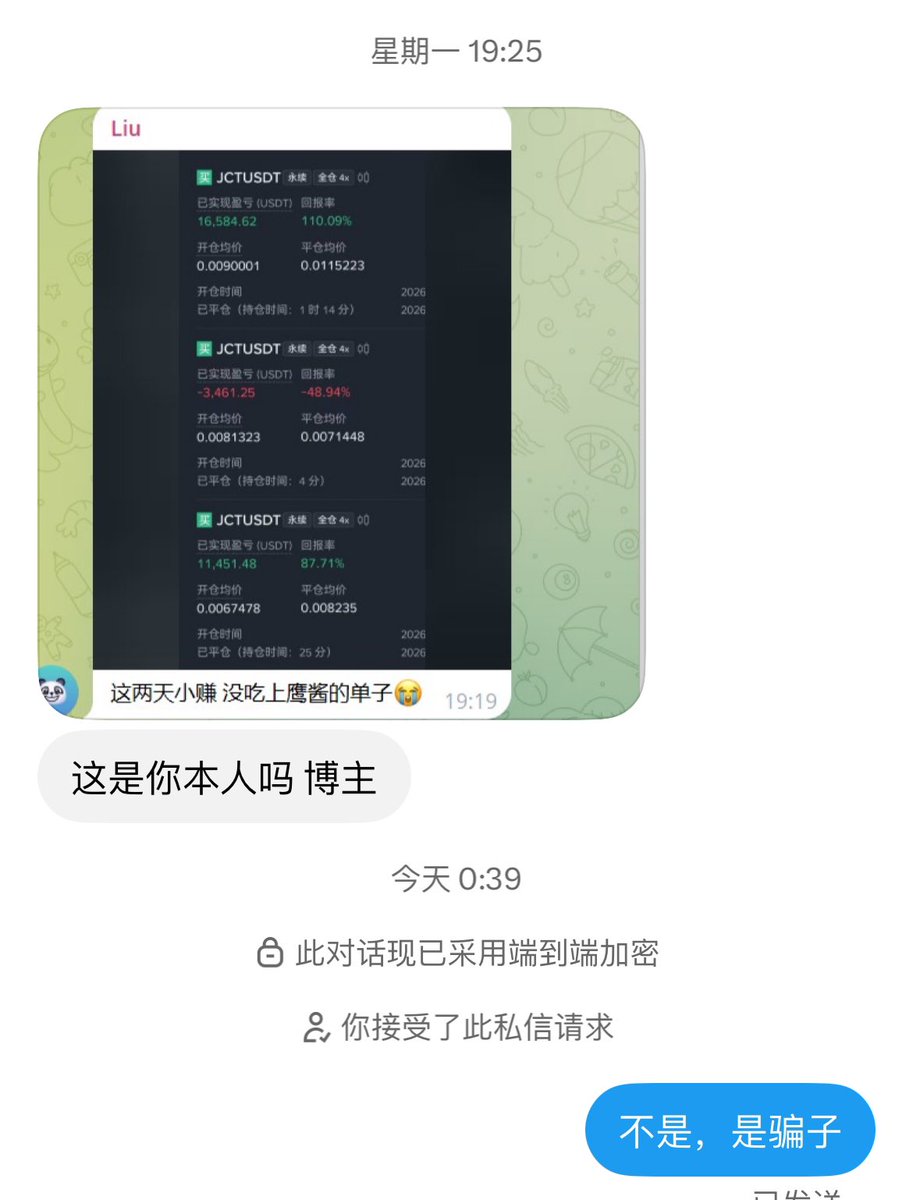 星期一 19:25
Liu
买 JCTUSDT 永续 全仓 4x
已实现盈亏 (USDT) 回报率
16,584.62 110.09%
开仓均价 平仓均价
0.0090001 0.0115223
开仓时间 2026
已平仓（持仓时间：1 时 14 分） 2026
买 JCTUSDT 永续 全仓 4x
已实现盈亏 (USDT) 回报率
-3,461.25 -48.94%
开仓均价 平仓均价
0.0081323 0.0071448
开仓时间 2026
已平仓（持仓时间：4 分） 2026
买 JCTUSDT 永续 全仓 4x
已实现盈亏 (USDT) 回报率
11,451.48 87.71%
开仓均价 平仓均价
0.0067478 0.008235
开仓时间 2026
已平仓（持仓时间：25 分） 2026
这两天小赚 没吃上鹰酱的单子😭 19:19
这是你本人吗 博主
今天 0:39
此对话现已采用端到端加密
你接受了此私信请求
不是，是骗子
已发送